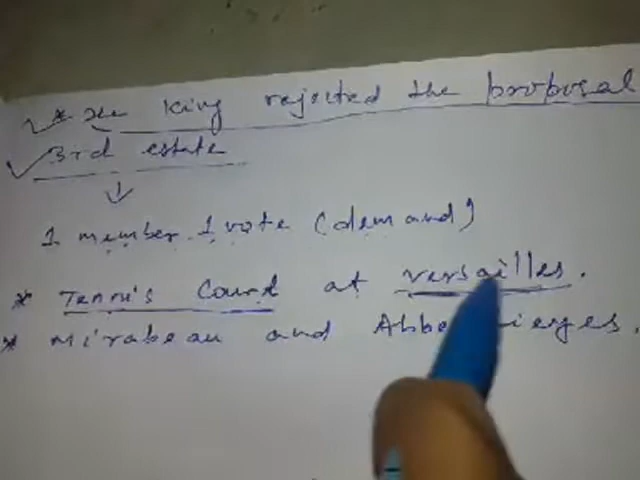 * The King rejected the proposal
3rd estate
1 member 1 vote (demand)
* Tennis Court at versailles.
* Mirabeau and Abbe